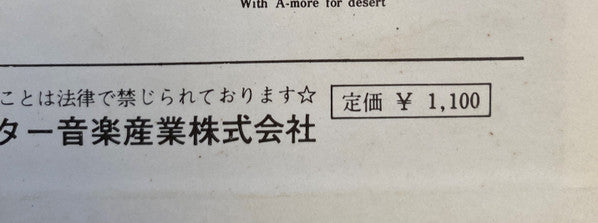 With A-more for desert
ことは法律で禁じられております☆
定価 ¥ 1,100
ター音楽産業株式会社